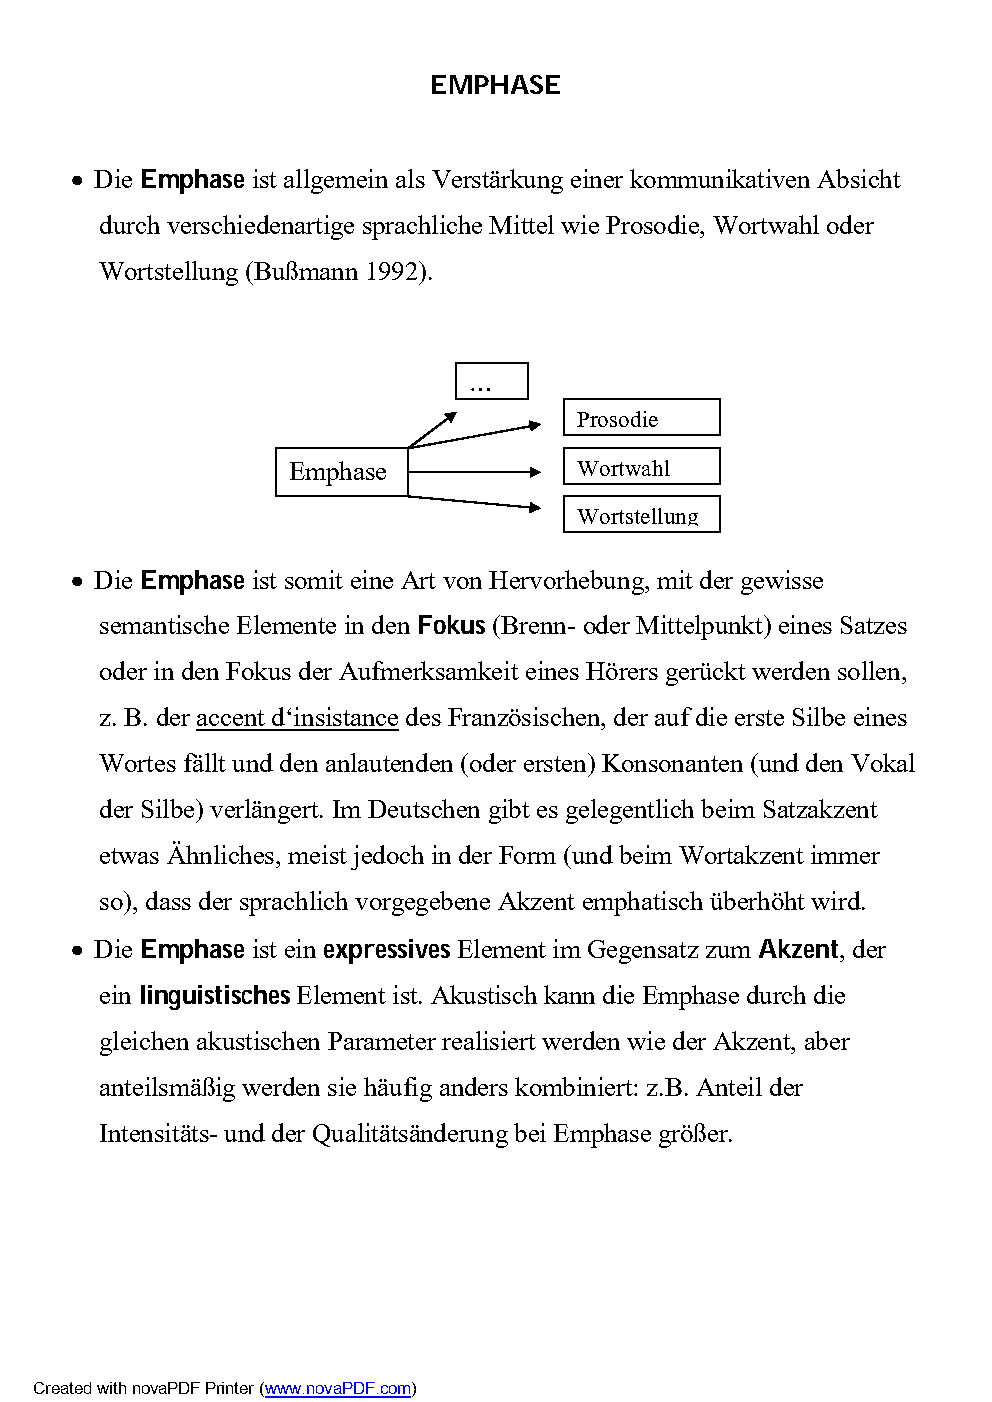 EMPHASE
• Die Emphase ist allgemein als Verstärkung einer kommunikativen Absicht
durch verschiedenartige sprachliche Mittel wie Prosodie, Wortwahl oder
Wortstellung (Bußmann 1992).
...
Prosodie
Emphase
Wortwahl
Wortstellung
• Die Emphase ist somit eine Art von Hervorhebung, mit der gewisse
semantische Elemente in den Fokus (Brenn- oder Mittelpunkt) eines Satzes
oder in den Fokus der Aufmerksamkeit eines Hörers gerückt werden sollen,
z. B. der accent d‘insistance des Französischen, der auf die erste Silbe eines
Wortes fällt und den anlautenden (oder ersten) Konsonanten (und den Vokal
der Silbe) verlängert. Im Deutschen gibt es gelegentlich beim Satzakzent
etwas Ähnliches, meist jedoch in der Form (und beim Wortakzent immer
so), dass der sprachlich vorgegebene Akzent emphatisch überhöht wird.
• Die Emphase ist ein expressives Element im Gegensatz zum Akzent, der
ein linguistisches Element ist. Akustisch kann die Emphase durch die
gleichen akustischen Parameter realisiert werden wie der Akzent, aber
anteilsmäßig werden sie häufig anders kombiniert: z.B. Anteil der
Intensitäts- und der Qualitätsänderung bei Emphase größer.
Created with novaPDF Printer (www.novaPDF.com)